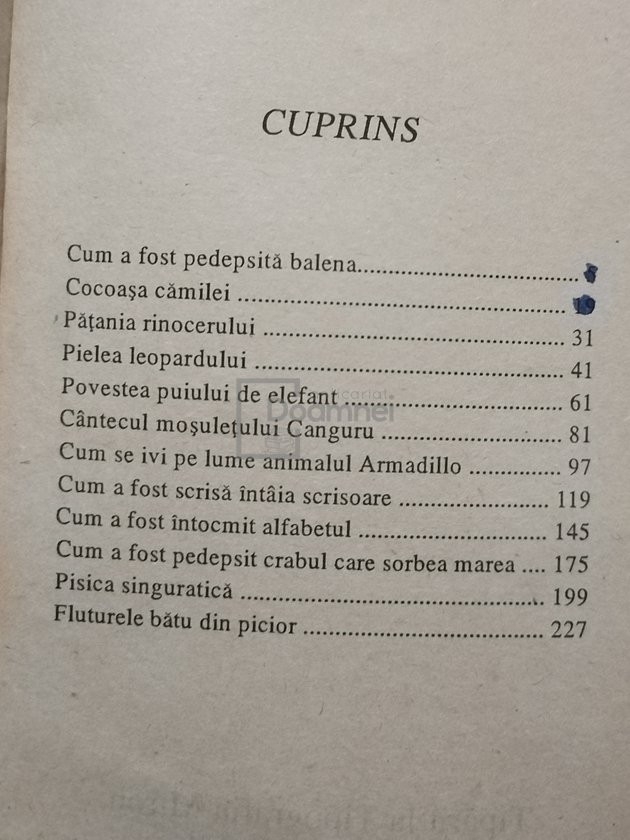 CUPRINS
Cum a fost pedepsită balena..............................
Cocoaşa cămilei ................................................
Păţania rinocerului ............................................ 31
Pielea leopardului ............................................. 41
Povestea puiului de elefant ................................ 61
Cântecul moşuleţului Canguru .......................... 81
Cum se ivi pe lume animalul Armadillo .............. 97
Cum a fost scrisă întâia scrisoare ....................... 119
Cum a fost întocmit alfabetul ............................. 145
Cum a fost pedepsit crabul care sorbea marea .... 175
Pisica singuratică .............................................. 199
Fluturele bătu din picior .................................... 227